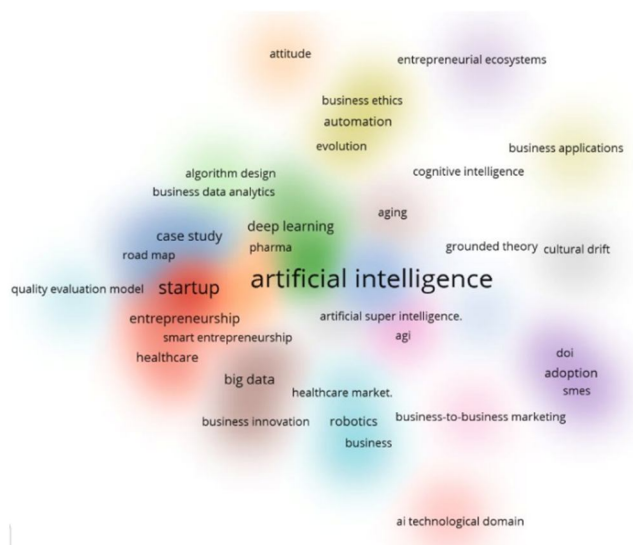 attitude
entrepreneurial ecosystems
business ethics
automation
evolution
business applications
cognitive intelligence
algorithm design
business data analytics
aging
deep learning
case study
pharma
road map
grounded theory
cultural drift
artificial intelligence
quality evaluation model
startup
entrepreneurship
artificial super intelligence.
smart entrepreneurship
agi
healthcare
doi
adoption
smes
big data
healthcare market.
business innovation
robotics
business-to-business marketing
business
ai technological domain